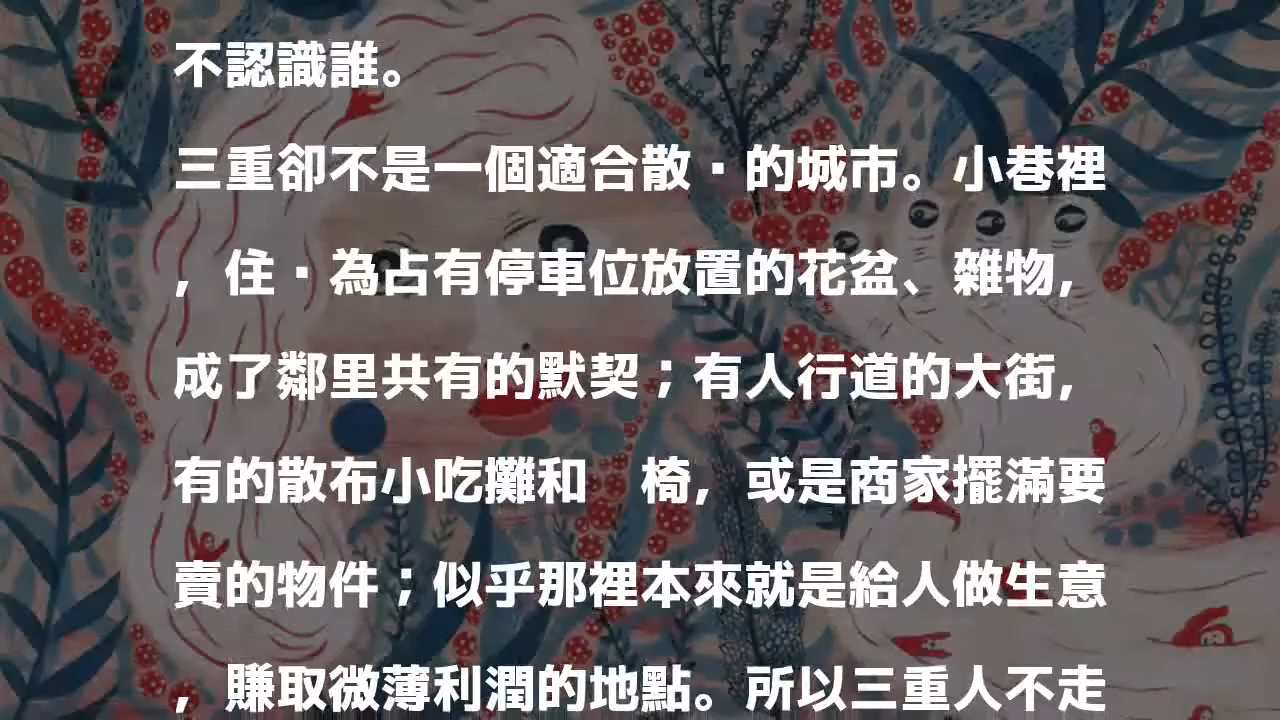 不認識誰。
三重卻不是一個適合散▪的城市。小巷裡
，住▪為占有停車位放置的花盆、雜物，
成了鄰里共有的默契；有人行道的大街，
有的散布小吃攤和　椅，或是商家擺滿要
賣的物件；似乎那裡本來就是給人做生意
，賺取微薄利潤的地點。所以三重人不走